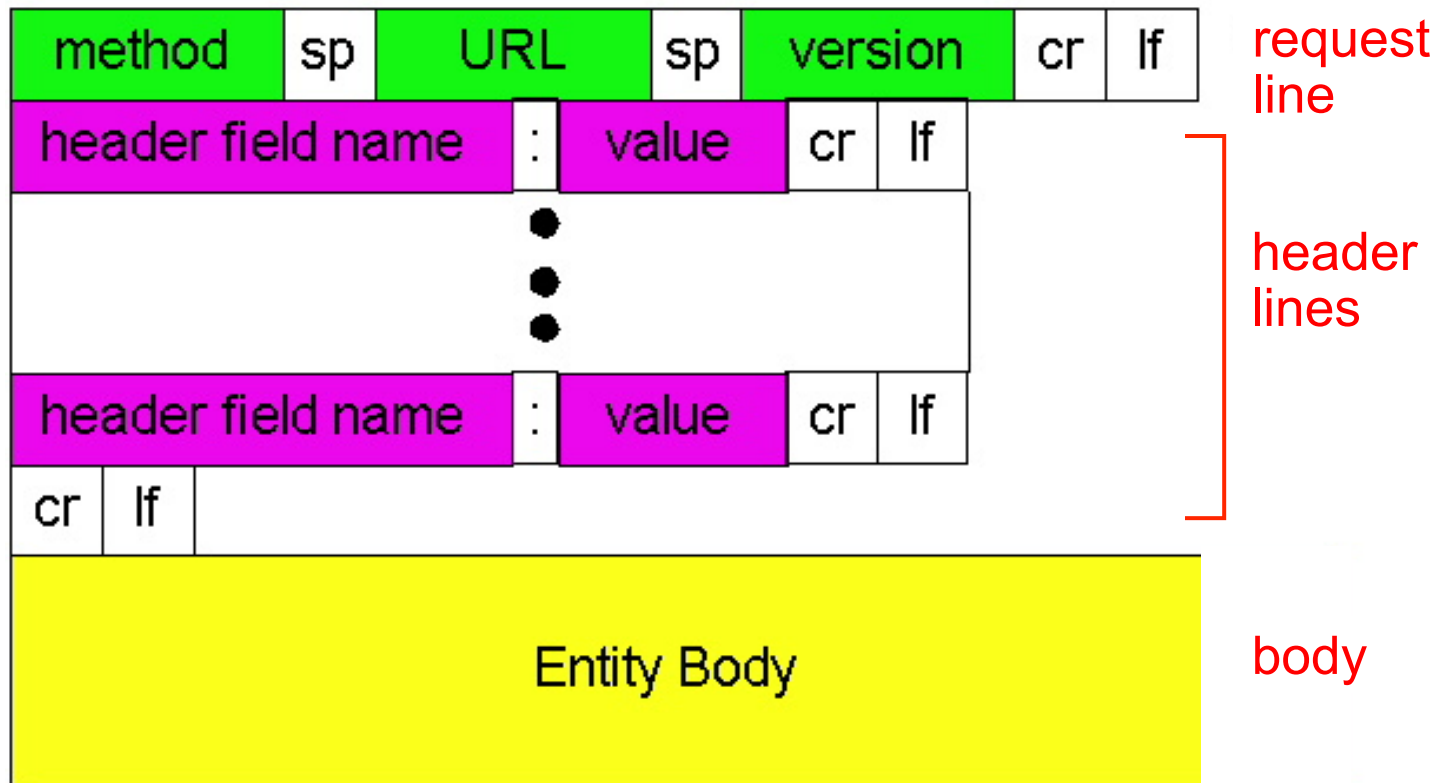 method sp URL sp version cr lf
request
line
header field name : value cr lf
header
lines
header field name : value cr lf
cr lf
Entity Body
body